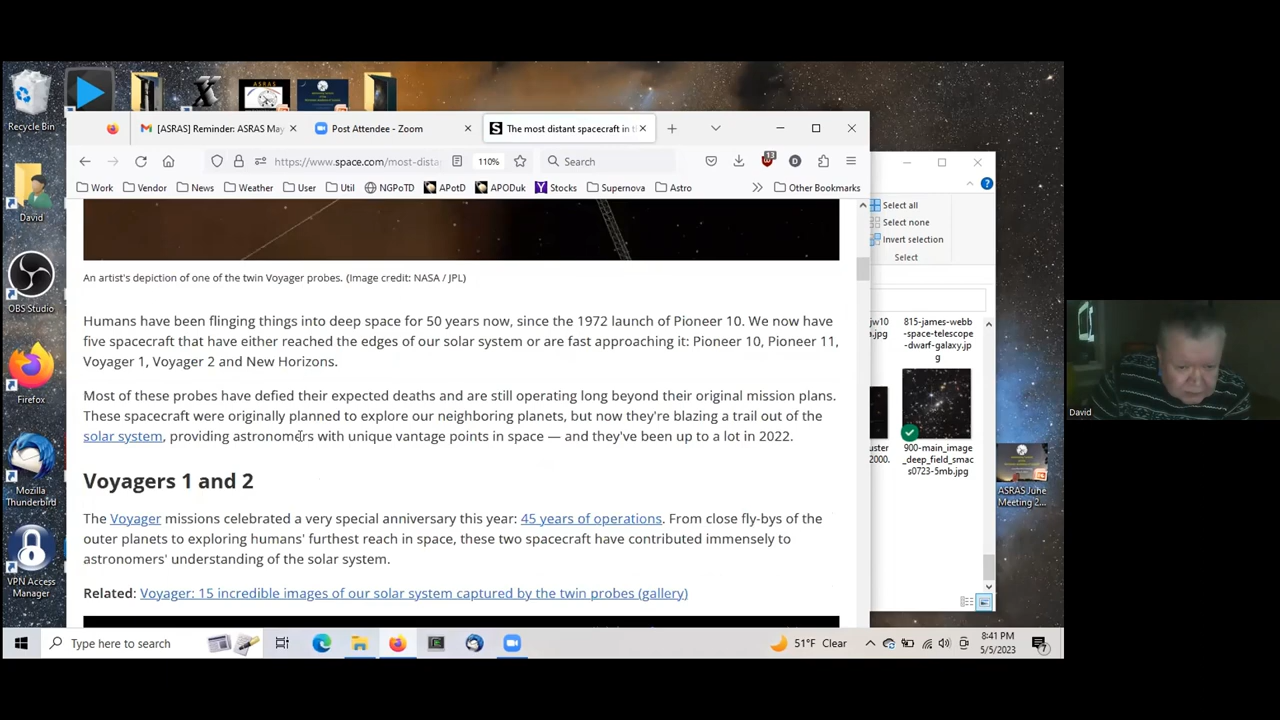 Recycle Bin
David
OBS Studio
Firefox
Mozilla
Thunderbird
VPN Access
Manager
ASRAS
[ASRAS] Reminder: ASRAS May
Post Attendee - Zoom
The most distant spacecraft in t
https://www.space.com/most-dista
110%
Search
13
D
Work
Vendor
News
Weather
User
Util
NGPoTD
APotD
APODuk
Stocks
Supernova
Astro
Other Bookmarks
An artist's depiction of one of the twin Voyager probes. (Image credit: NASA / JPL)
Humans have been flinging things into deep space for 50 years now, since the 1972 launch of Pioneer 10. We now have
five spacecraft that have either reached the edges of our solar system or are fast approaching it: Pioneer 10, Pioneer 11,
Voyager 1, Voyager 2 and New Horizons.
Most of these probes have defied their expected deaths and are still operating long beyond their original mission plans.
These spacecraft were originally planned to explore our neighboring planets, but now they're blazing a trail out of the
solar system, providing astronomers with unique vantage points in space — and they've been up to a lot in 2022.
Voyagers 1 and 2
The Voyager missions celebrated a very special anniversary this year: 45 years of operations. From close fly-bys of the
outer planets to exploring humans' furthest reach in space, these two spacecraft have contributed immensely to
astronomers' understanding of the solar system.
Related: Voyager: 15 incredible images of our solar system captured by the twin probes (gallery)
Select all
Select none
Invert selection
Select
jw10
a.jpg
815-james-webb
-space-telescope
-dwarf-galaxy.jp
g
uster
2000.
900-main_image
_deep_field_smac
s0723-5mb.jpg
ASRAS June
Meeting 2...
David
Type here to search
51°F Clear
8:41 PM
5/5/2023
7